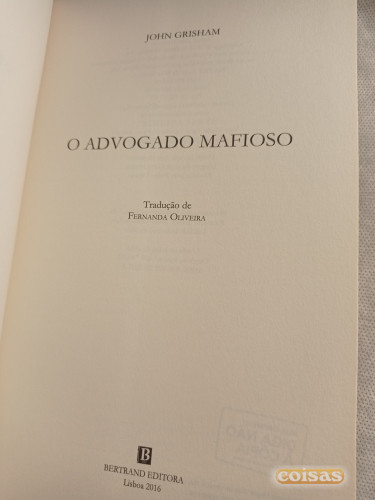 JOHN GRISHAM
O ADVOGADO MAFIOSO
Tradução de
FERNANDA OLIVEIRA
B
BERTRAND EDITORA
Lisboa 2016
coisas